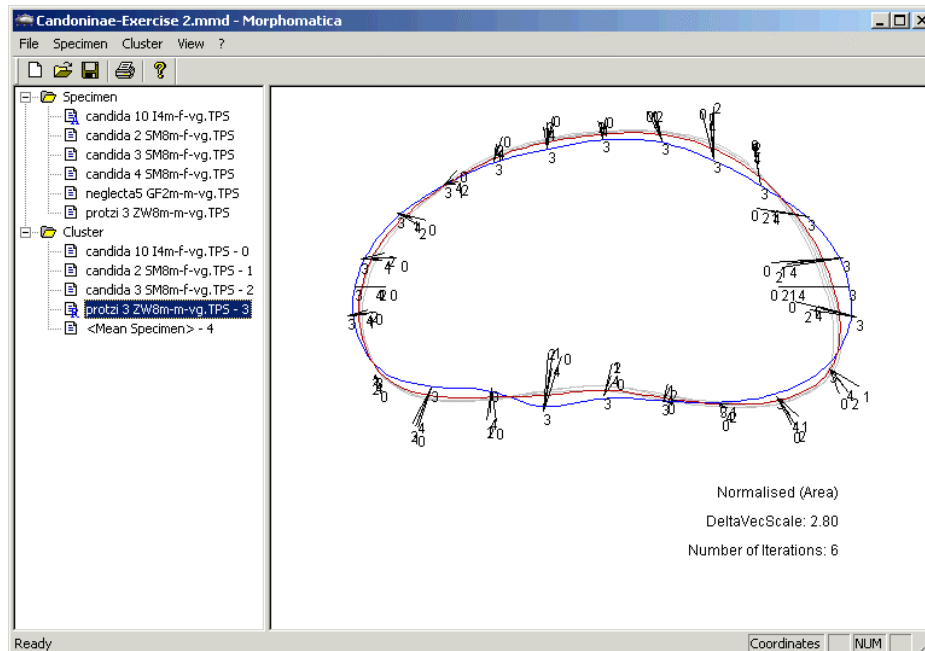 Candoninae-Exercise 2.mmd - Morphomatica
File Specimen Cluster View ?
Specimen
candida 10 I4m-f-vg.TPS
candida 2 SM8m-f-vg.TPS
candida 3 SM8m-f-vg.TPS
candida 4 SM8m-f-vg.TPS
neglecta5 GF2m-m-vg.TPS
protzi 3 ZW8m-m-vg.TPS
Cluster
candida 10 I4m-f-vg.TPS - 0
candida 2 SM8m-f-vg.TPS - 1
candida 3 SM8m-f-vg.TPS - 2
protzi 3 ZW8m-m-vg.TPS - 3
<Mean Specimen> - 4
Normalised (Area)
DeltaVecScale: 2.80
Number of Iterations: 6
Ready
Coordinates NUM